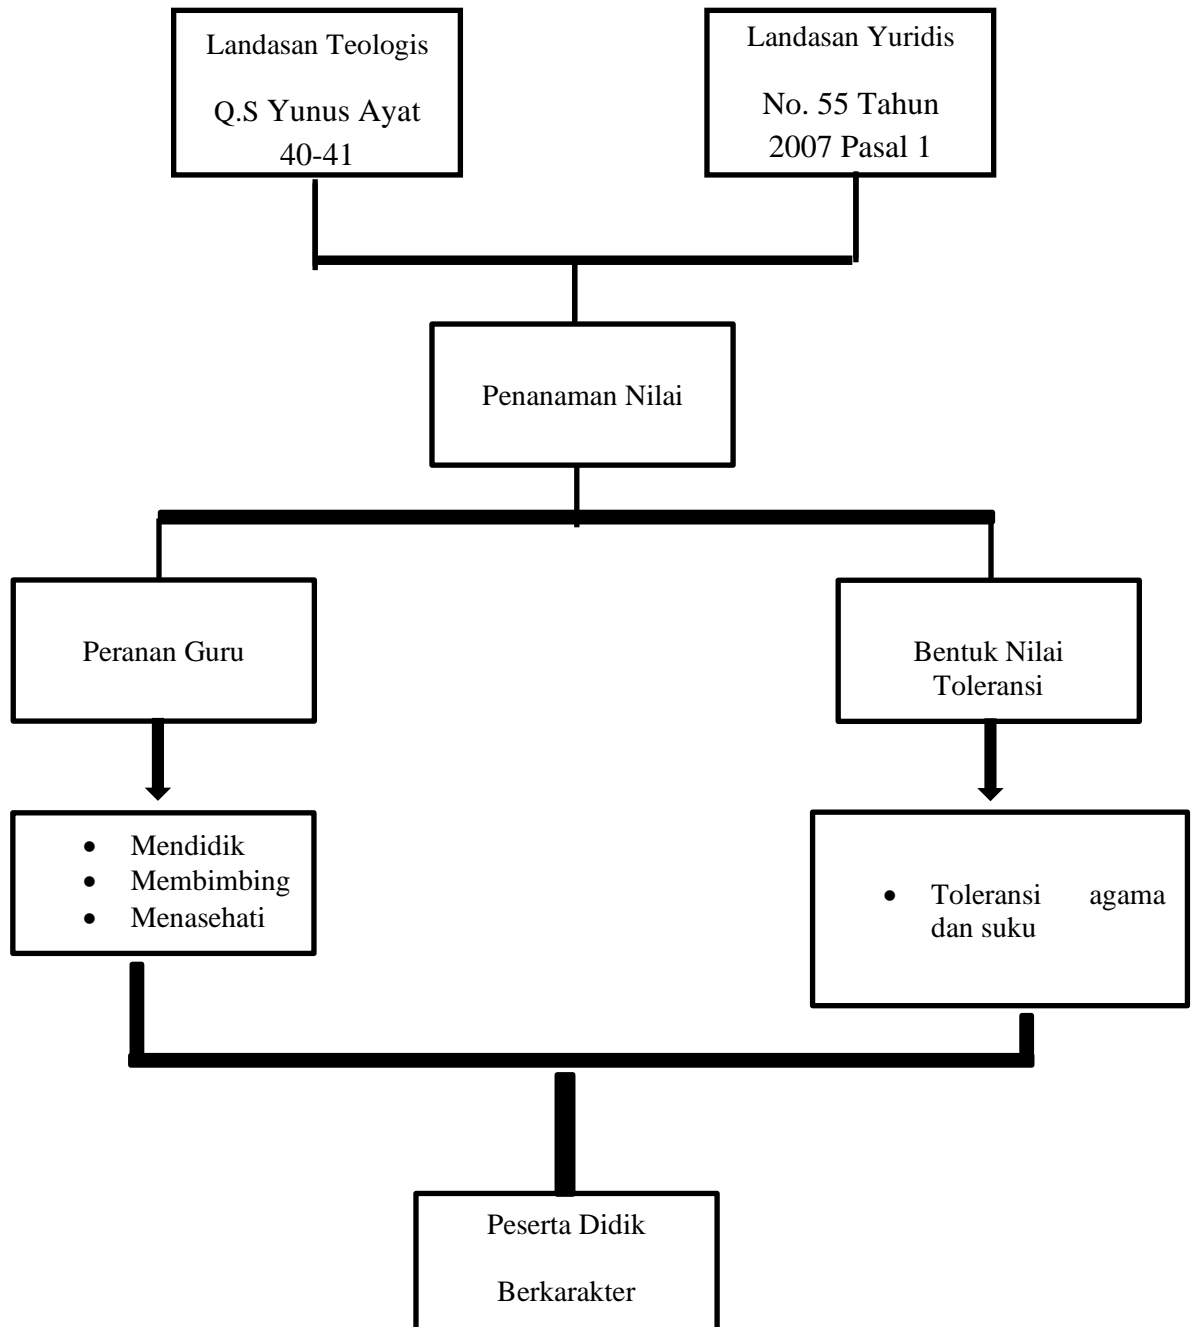 Landasan Teologis
Q.S Yunus Ayat
40-41
Landasan Yuridis
No. 55 Tahun
2007 Pasal 1
Penanaman Nilai
Peranan Guru
Bentuk Nilai
Toleransi
• Mendidik
• Membimbing
• Menasehati
• Toleransi agama
dan suku
Peserta Didik
Berkarakter